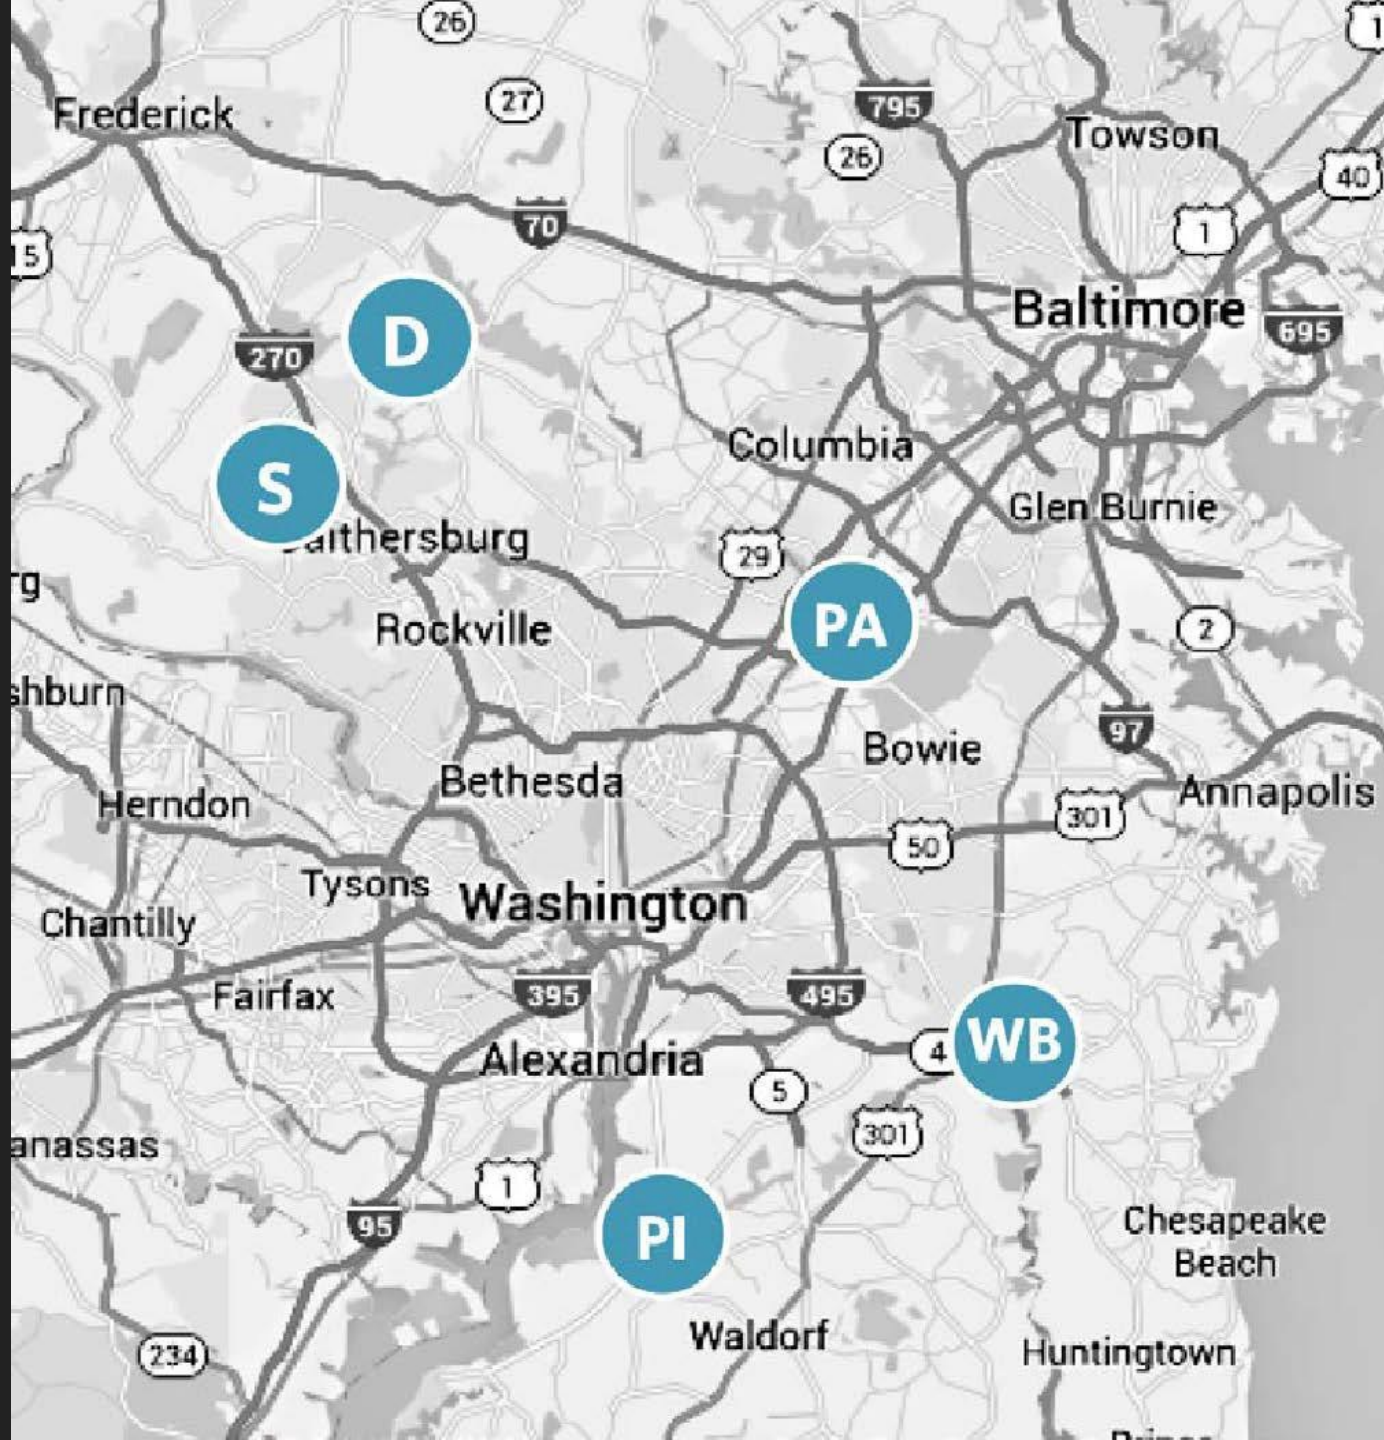 26
1
27
795
Frederick
Towson
26
40
70
1
15
D
Baltimore
270
695
Columbia
S
Glen Burnie
aithersburg
29
rg
PA
Rockville
2
shburn
97
Bowie
Bethesda
Annapolis
Herndon
301
50
Tysons
Washington
Chantilly
Fairfax
395
495
WB
4
Alexandria
5
301
anassas
1
95
PI
Chesapeake
Beach
Waldorf
Huntingtown
234